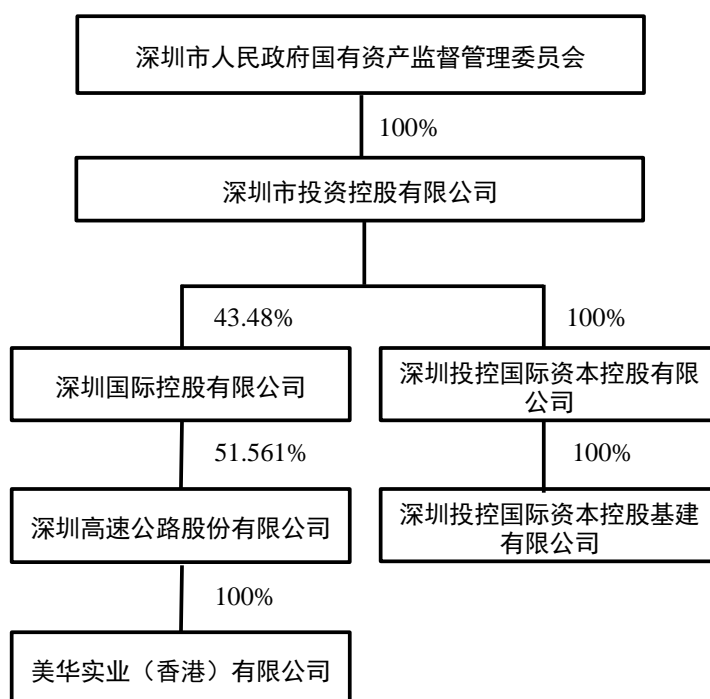 深圳市人民政府国有资产监督管理委员会
100%
深圳市投资控股有限公司
43.48%
100%
深圳国际控股有限公司
深圳投控国际资本控股有限
公司
51.561%
100%
深圳高速公路股份有限公司
深圳投控国际资本控股基建
有限公司
100%
美华实业（香港）有限公司